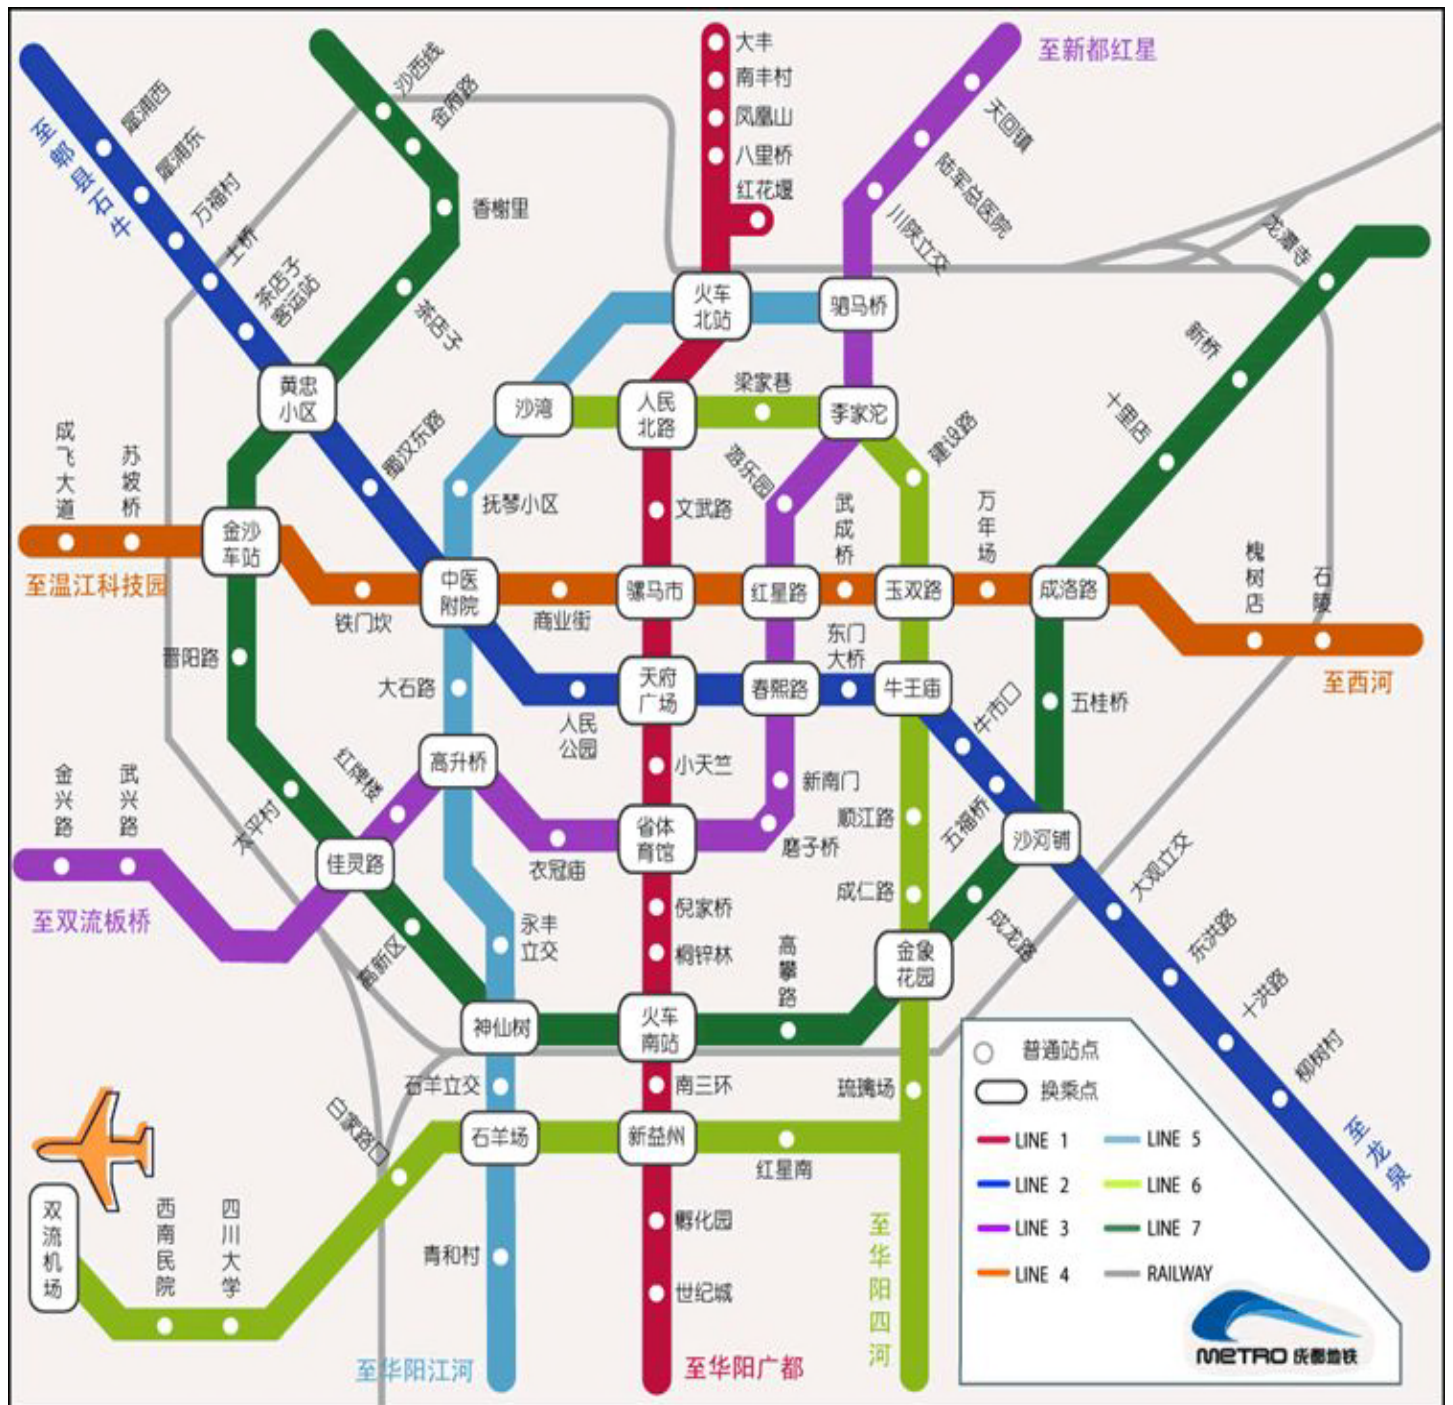 大丰
南丰村
凤凰山
八里桥
红花堰
至新都红星
天回镇
陆军总医院
川陕立交
沙西线
金府路
香榭里
茶店子
至郫县石牛
犀浦西
犀浦东
万福村
土桥
茶店子
客运站
龙潭寺
新桥
十里店
火车
北站
驷马桥
黄忠
小区
沙湾
人民
北路
梁家巷
李家沱
建设路
蜀汉东路
抚琴小区
文武路
游乐园
武成桥
万年场
成飞大道
苏坡桥
金沙
车站
至温江科技园
铁门坎
中医
附院
商业街
骡马市
红星路
玉双路
成洛路
槐树店
石陵
至西河
晋阳路
大石路
人民
公园
天府
广场
春熙路
东门
大桥
牛王庙
牛市口
五桂桥
高升桥
小天竺
新南门
红牌楼
金兴路
武兴路
太平村
佳灵路
至双流板桥
衣冠庙
省体
育馆
磨子桥
顺江路
五福桥
沙河铺
大观立交
倪家桥
成仁路
成龙路
东洪路
永丰
立交
桐锌林
高攀路
金象
花园
高新区
十洪路
神仙树
火车
南站
柳树村
石羊立交
南三环
琉璃场
白家路口
石羊场
新益州
红星南
至龙泉
双流机场
西南民院
四川大学
孵化园
青和村
世纪城
至华阳江河
至华阳广都
至华阳四河
普通站点
换乘点
LINE 1
LINE 5
LINE 2
LINE 6
LINE 3
LINE 7
LINE 4
RAILWAY
METRO 成都地铁